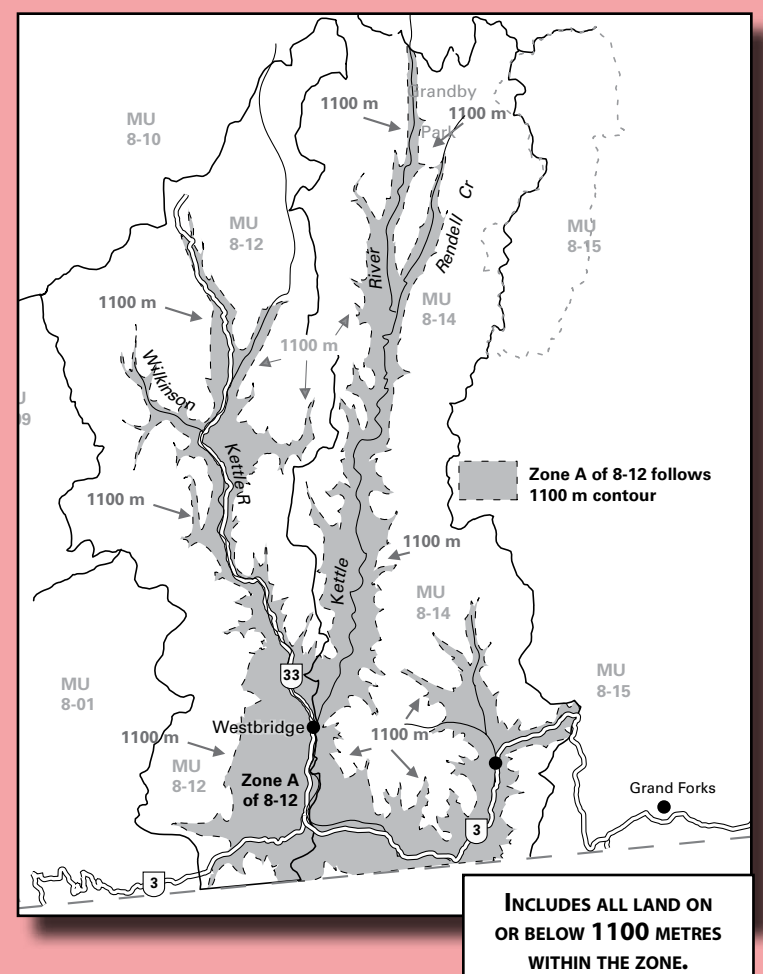 1100 m
Grandby
Park
1100 m
MU
8-10
MU
8-12
MU
8-15
River
Rendell Cr
1100 m
MU
8-14
1100 m
Wilkinson
Kettle R
Zone A of 8-12 follows
1100 m contour
1100 m
1100 m
Kettle
MU
8-14
33
MU
8-15
MU
8-01
Westbridge
1100 m
1100 m
MU
8-12
Zone A
of 8-12
Grand Forks
3
3
INCLUDES ALL LAND ON
OR BELOW 1100 METRES
WITHIN THE ZONE.